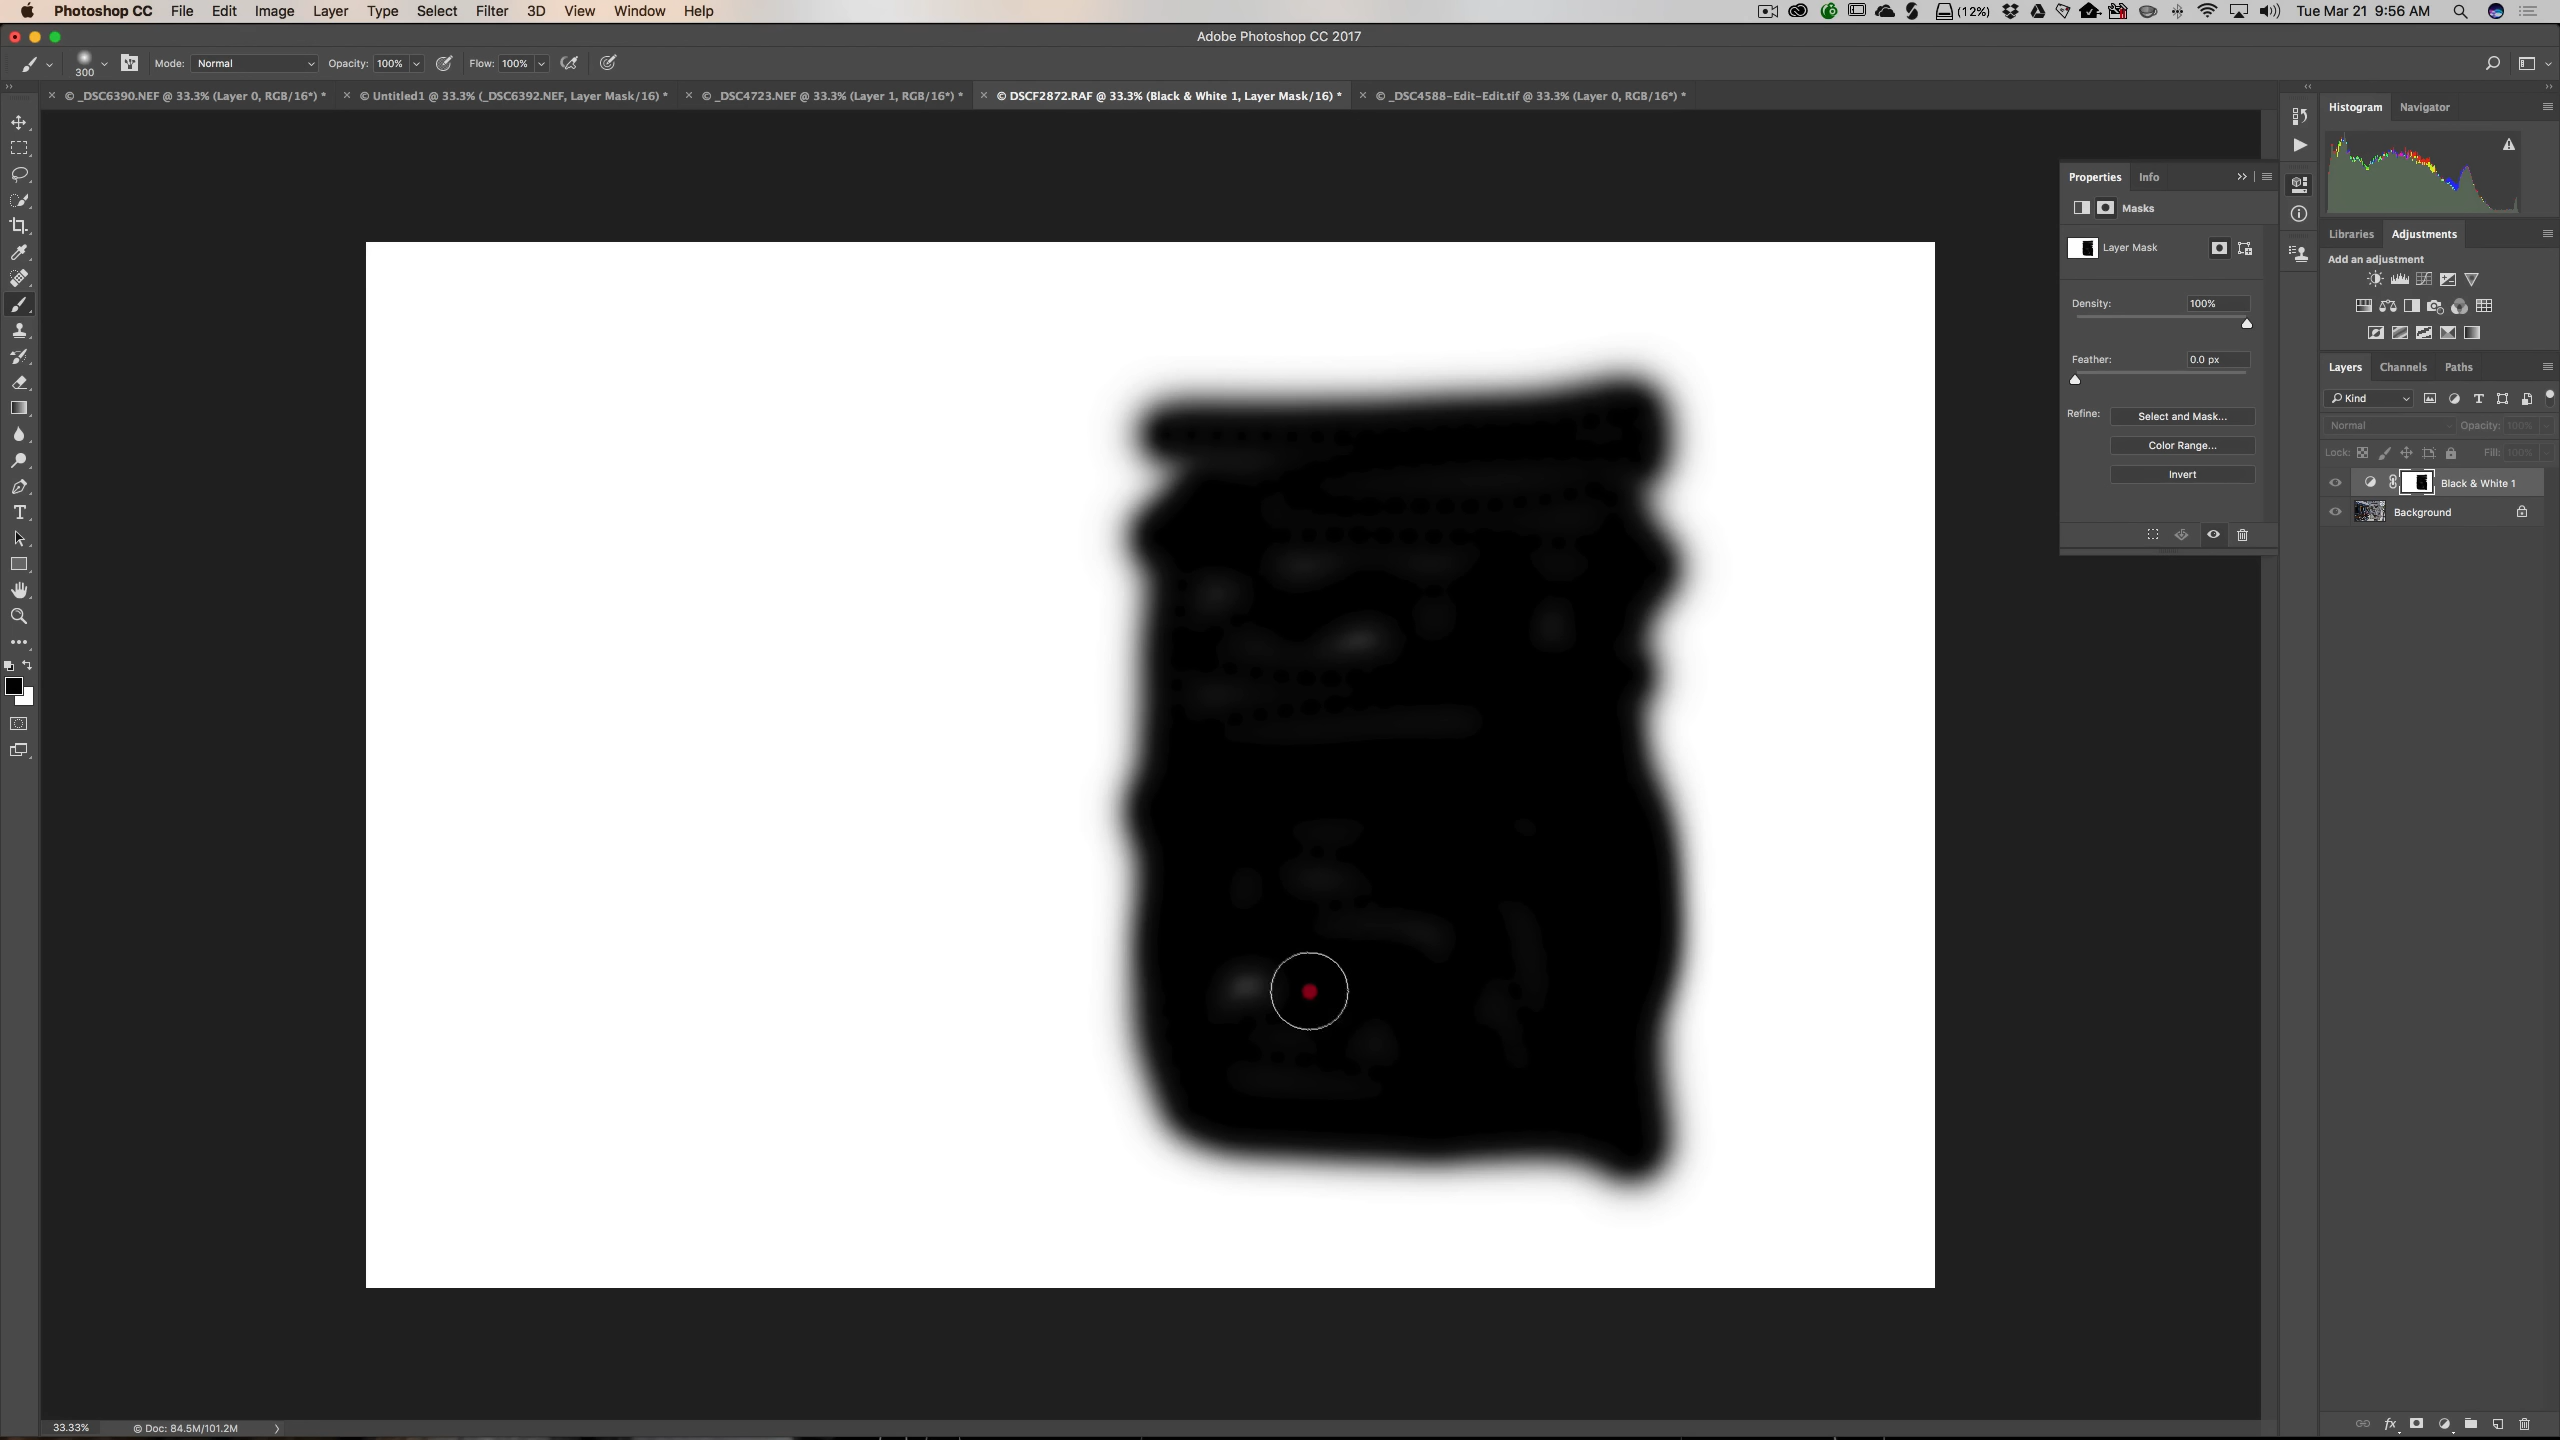 Photoshop CC File Edit Image Layer Type Select Filter 3D View Window Help (12%) Tue Mar 21 9:56 AM
Adobe Photoshop CC 2017
300 Mode: Normal Opacity: 100% Flow: 100%
© _DSC6390.NEF @ 33.3% (Layer 0, RGB/16*) * © Untitled1 @ 33.3% (_DSC6392.NEF, Layer Mask/16) * © _DSC4723.NEF @ 33.3% (Layer 1, RGB/16*) * © DSCF2872.RAF @ 33.3% (Black & White 1, Layer Mask/16) * © _DSC4588-Edit-Edit.tif @ 33.3% (Layer 0, RGB/16*) *
Histogram Navigator
Properties Info
Masks
Layer Mask
Density: 100%
Feather: 0.0 px
Refine: Select and Mask...
Color Range...
Invert
Libraries Adjustments
Add an adjustment
Layers Channels Paths
Kind
Normal Opacity: 100%
Lock: Fill: 100%
Black & White 1
Background
T
33.33% © Doc: 84.5M/101.2M
fx